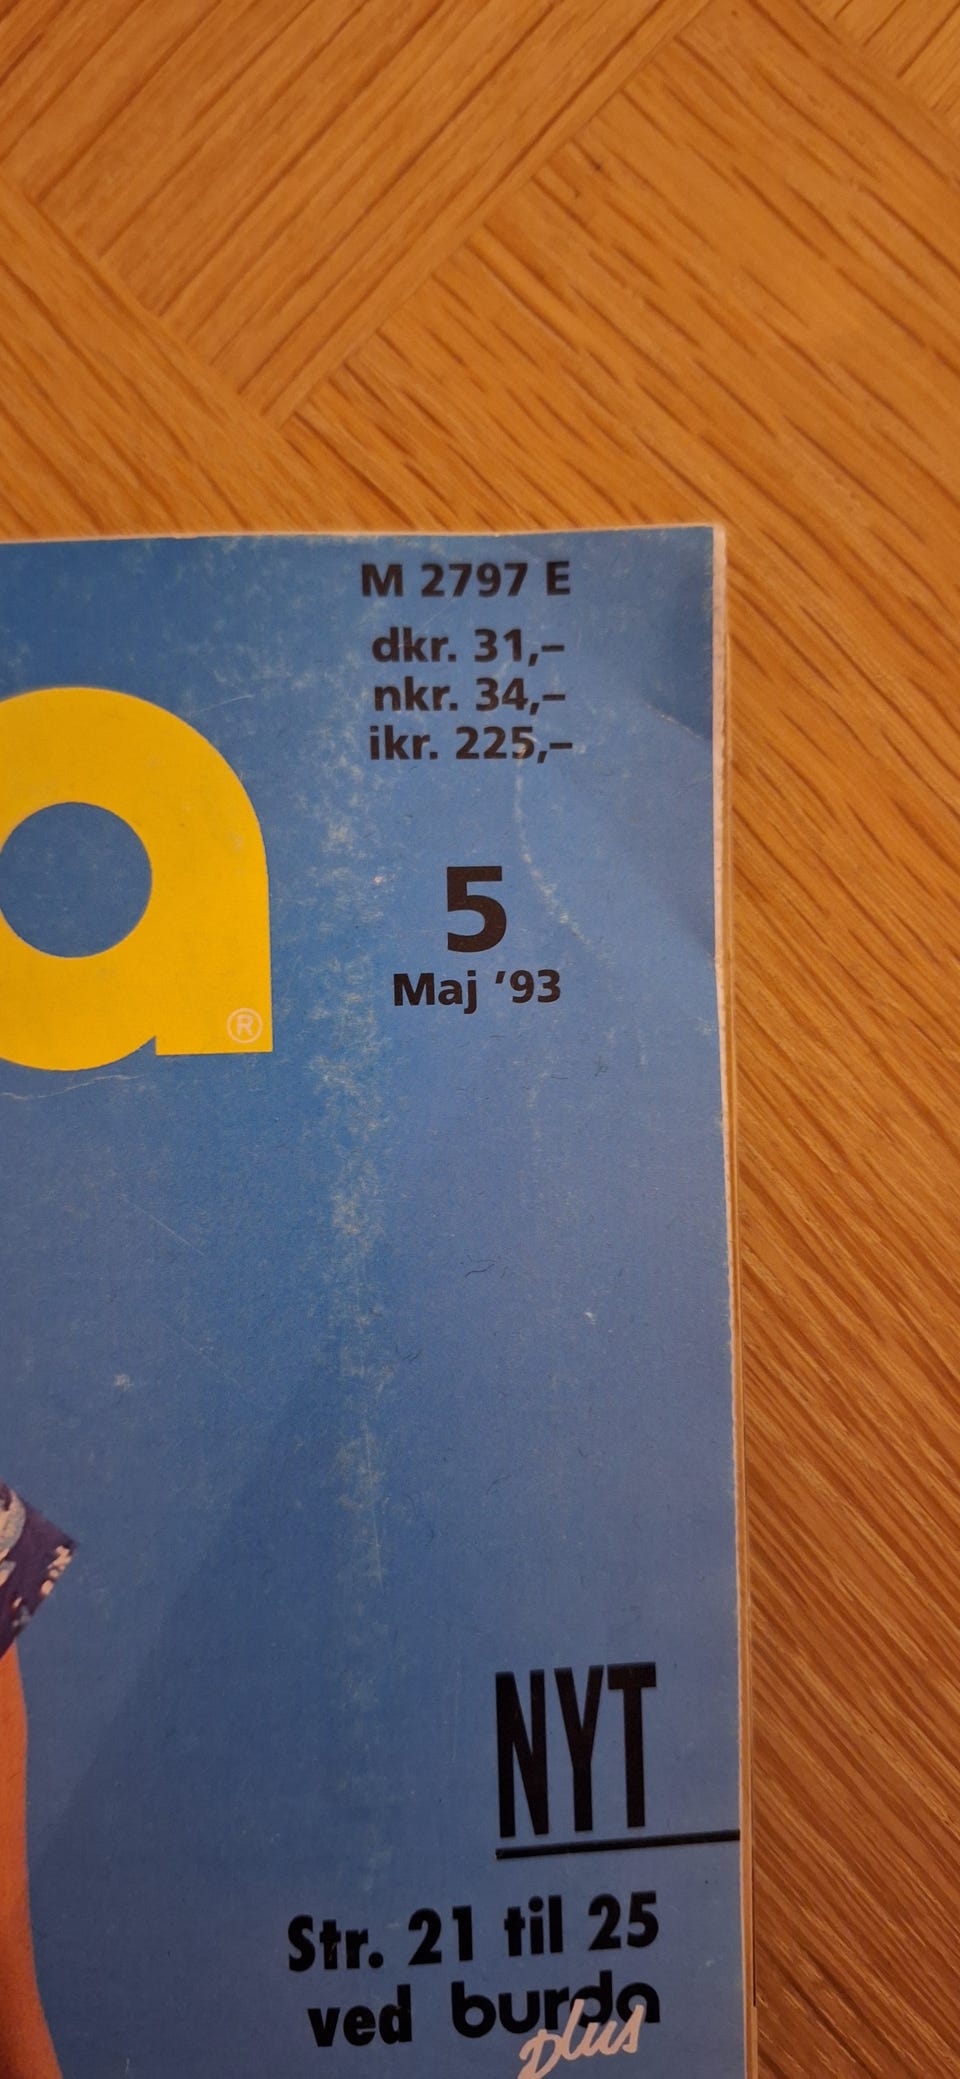 M 2797 E
dkr. 31,–
nkr. 34,–
ikr. 225,–
a
®
5
Maj ’93
NYT
Str. 21 til 25
ved burda
plus